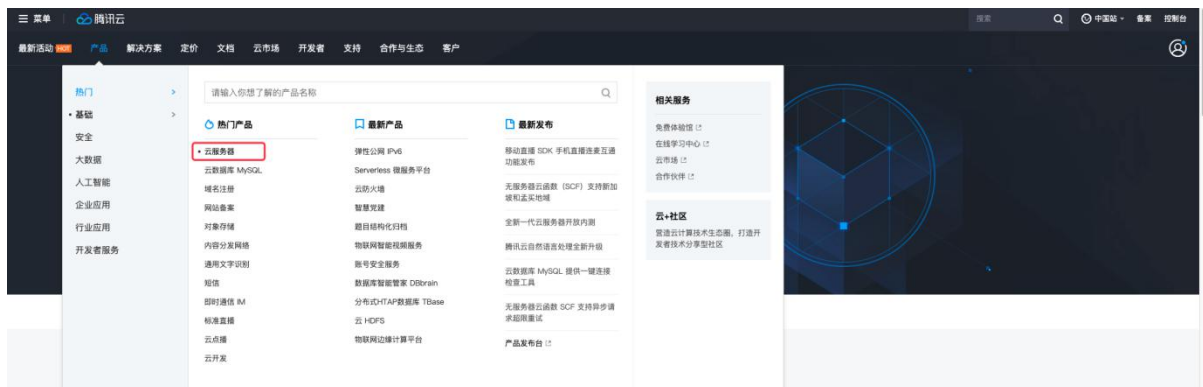 菜单
腾讯云
搜索
中国站
备案
控制台
最新活动 HOT
产品
解决方案
定价
文档
云市场
开发者
支持
合作与生态
客户
热门
基础
安全
大数据
人工智能
企业应用
行业应用
开发者服务
请输入你想了解的产品名称
热门产品
云服务器
云数据库 MySQL
域名注册
网站备案
对象存储
内容分发网络
通用文字识别
短信
即时通信 IM
标准直播
云点播
云开发
最新产品
弹性公网 IPv6
Serverless 微服务平台
云防火墙
智慧党建
题目结构化归档
物联网智能视频服务
账号安全服务
数据库智能管家 DBbrain
分布式HTAP数据库 TBase
云 HDFS
物联网边缘计算平台
最新发布
移动直播 SDK 手机直播连麦互通
功能发布
无服务器云函数（SCF）支持新加
坡和孟买地域
全新一代云服务器开放内测
腾讯云自然语言处理全新升级
云数据库 MySQL 提供一键连接
检查工具
无服务器云函数 SCF 支持异步请
求超限重试
产品发布台
相关服务
免费体验馆
在线学习中心
云市场
合作伙伴
云+社区
营造云计算技术生态圈，打造开
发者技术分享型社区